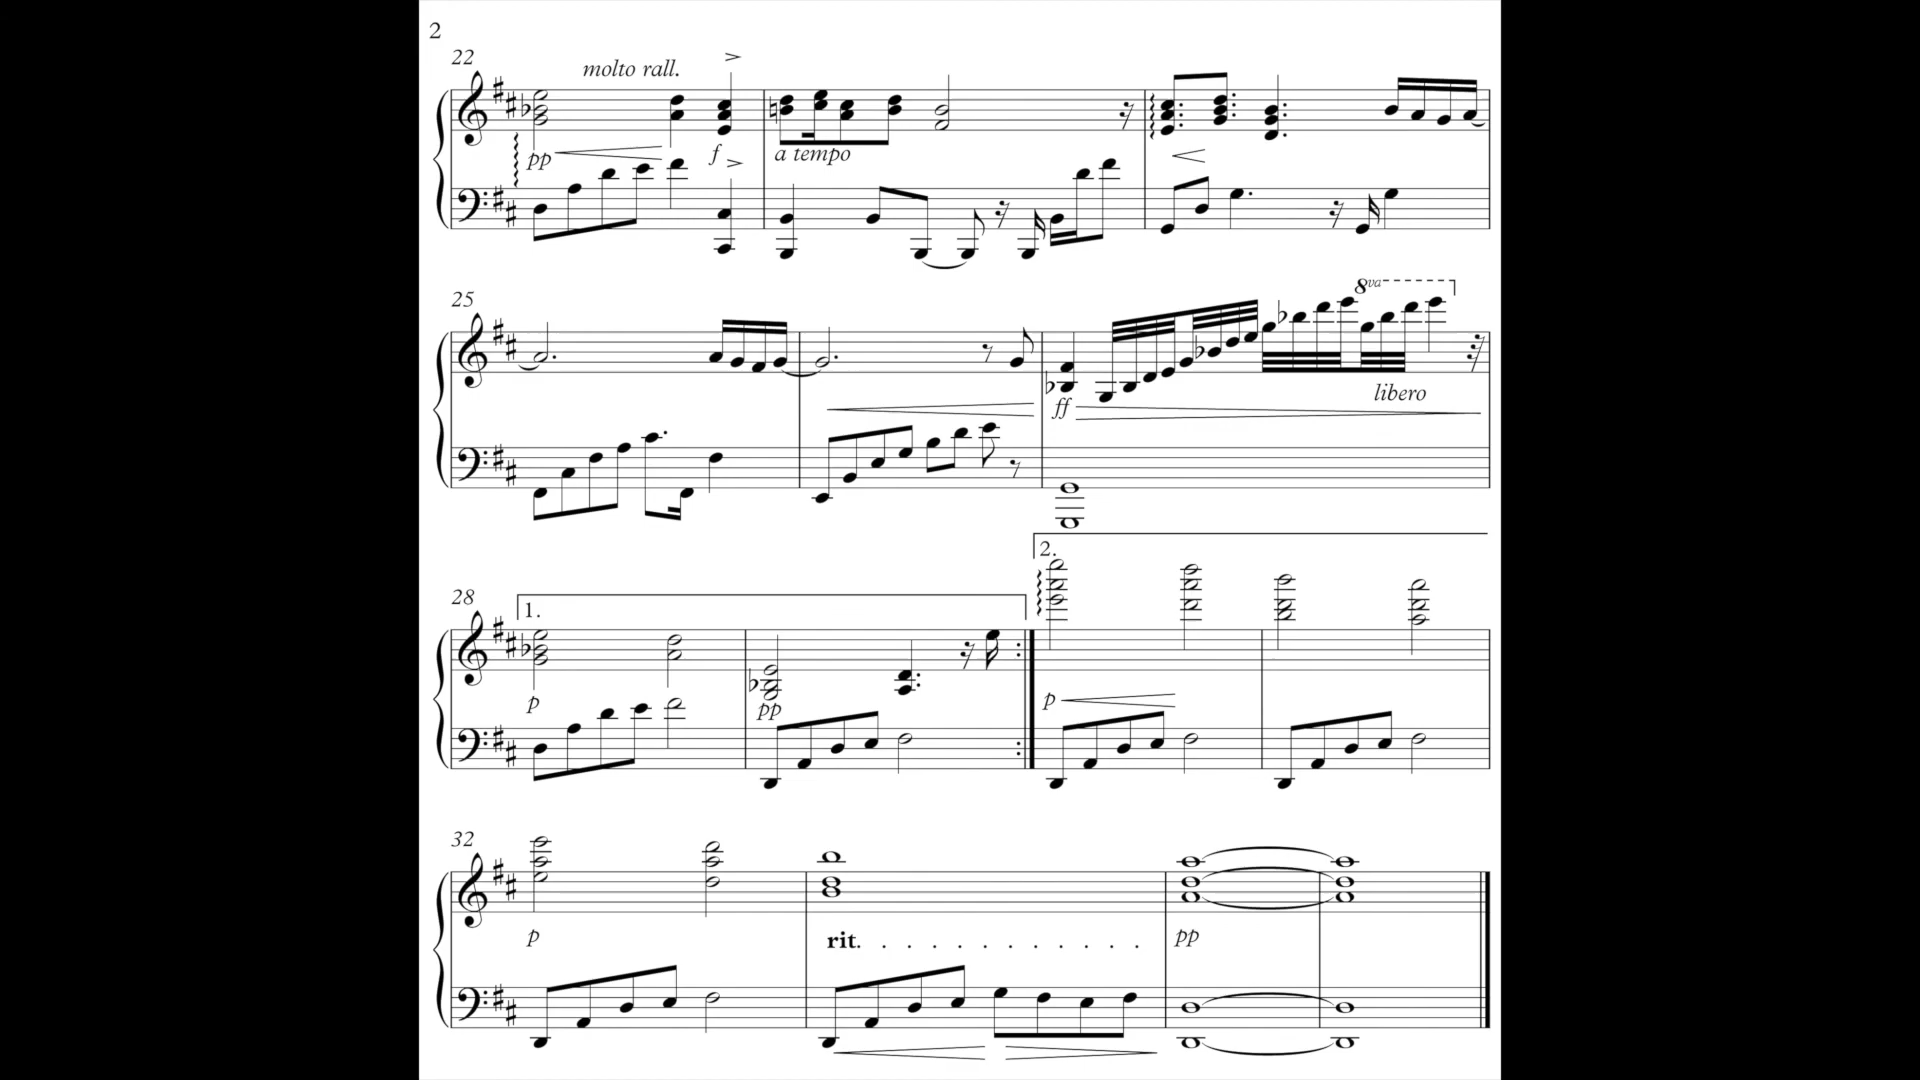 2
22
molto rall.
pp f a tempo
25
8va
ff libero
2.
28
1.
p pp p
32
p rit. . . . . . . . . . . . pp